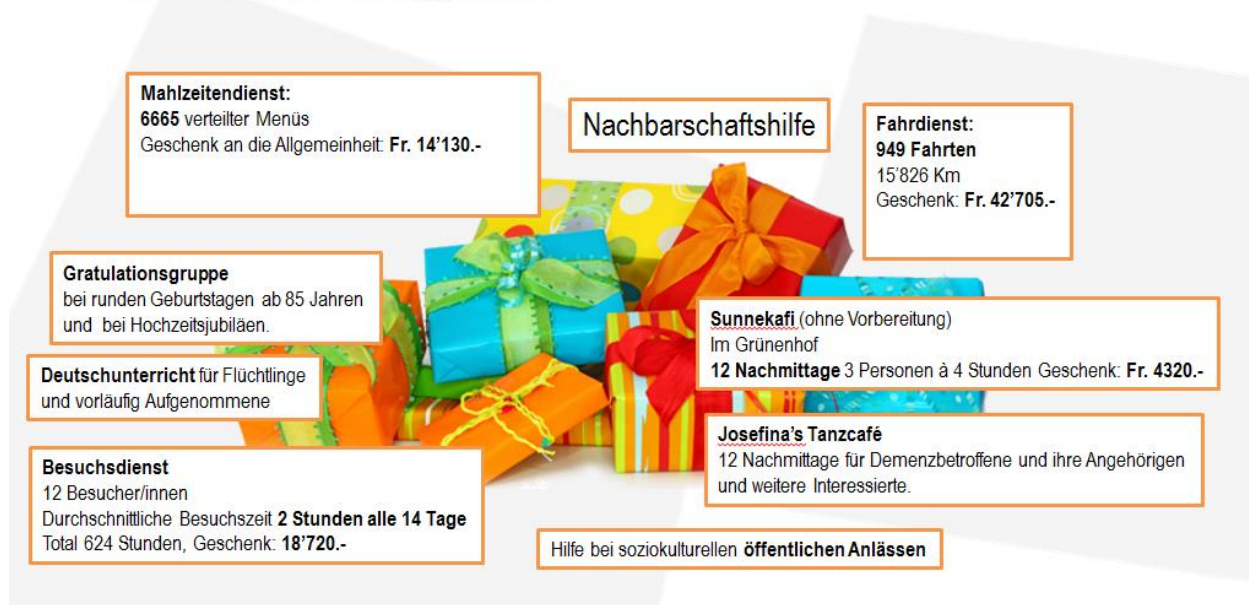 Mahlzeitendienst:
6665 verteilter Menüs
Geschenk an die Allgemeinheit: Fr. 14’130.-
Nachbarschaftshilfe
Fahrdienst:
949 Fahrten
15’826 Km
Geschenk: Fr. 42’705.-
Gratulationsgruppe
bei runden Geburtstagen ab 85 Jahren
und bei Hochzeitsjubiläen.
Sunnekafi (ohne Vorbereitung)
Im Grünenhof
12 Nachmittage 3 Personen à 4 Stunden Geschenk: Fr. 4320.-
Deutschunterricht für Flüchtlinge
und vorläufig Aufgenommene
Josefina’s Tanzcafé
12 Nachmittage für Demenzbetroffene und ihre Angehörigen
und weitere Interessierte.
Besuchsdienst
12 Besucher/innen
Durchschnittliche Besuchszeit 2 Stunden alle 14 Tage
Total 624 Stunden, Geschenk: 18’720.-
Hilfe bei soziokulturellen öffentlichen Anlässen